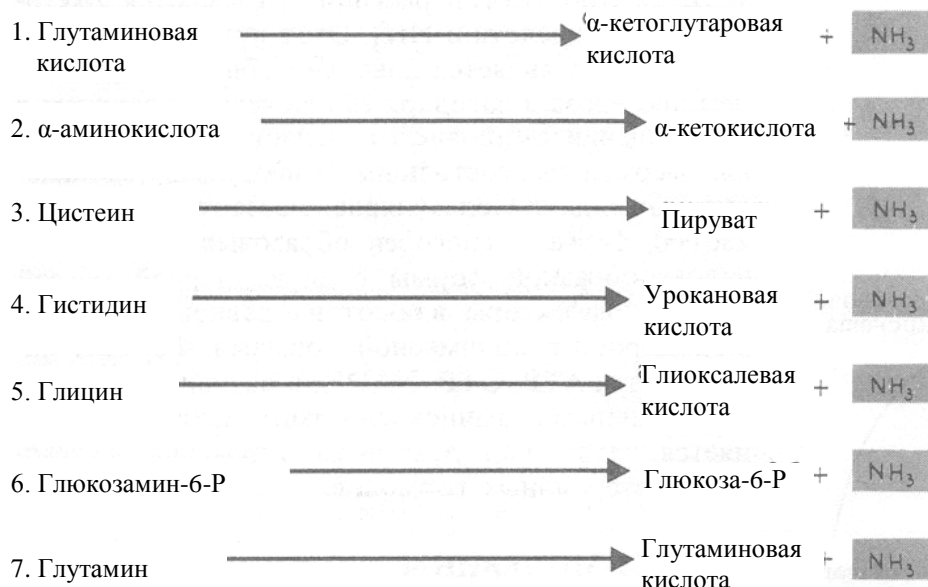 1. Глутаминовая кислота → α-кетоглутаровая кислота + NH₃
2. α-аминокислота → α-кетокислота + NH₃
3. Цистеин → Пируват + NH₃
4. Гистидин → Урокановая кислота + NH₃
5. Глицин → Глиоксалевая кислота + NH₃
6. Глюкозамин-6-Р → Глюкоза-6-Р + NH₃
7. Глутамин → Глутаминовая кислота + NH₃